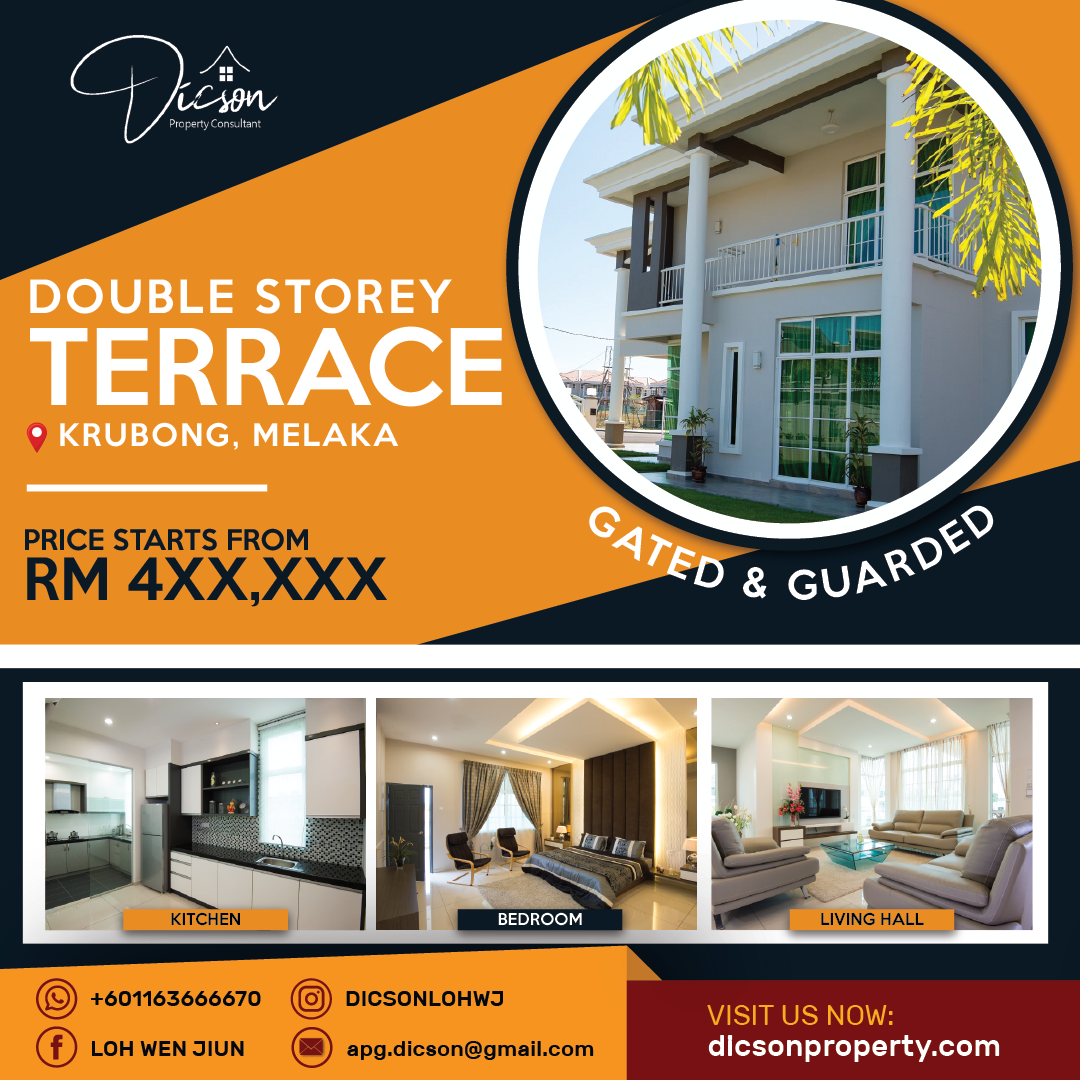 Dicson
Property Consultant
DOUBLE STOREY
TERRACE
KRUBONG, MELAKA
PRICE STARTS FROM
RM 4XX,XXX
GATED & GUARDED
KITCHEN
BEDROOM
LIVING HALL
+601163666670
DICSONLOHWJ
LOH WEN JIUN
apg.dicson@gmail.com
VISIT US NOW:
dIcsonproperty.com